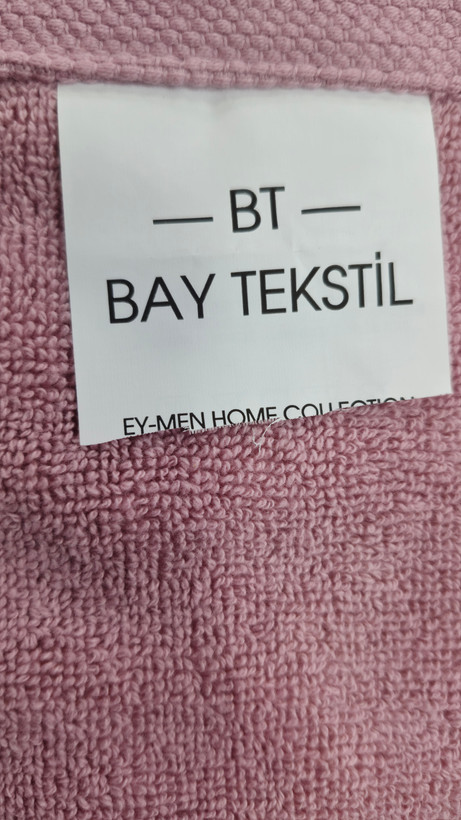 — BT —
BAY TEKSTİL
EY-MEN HOME COLLECTION